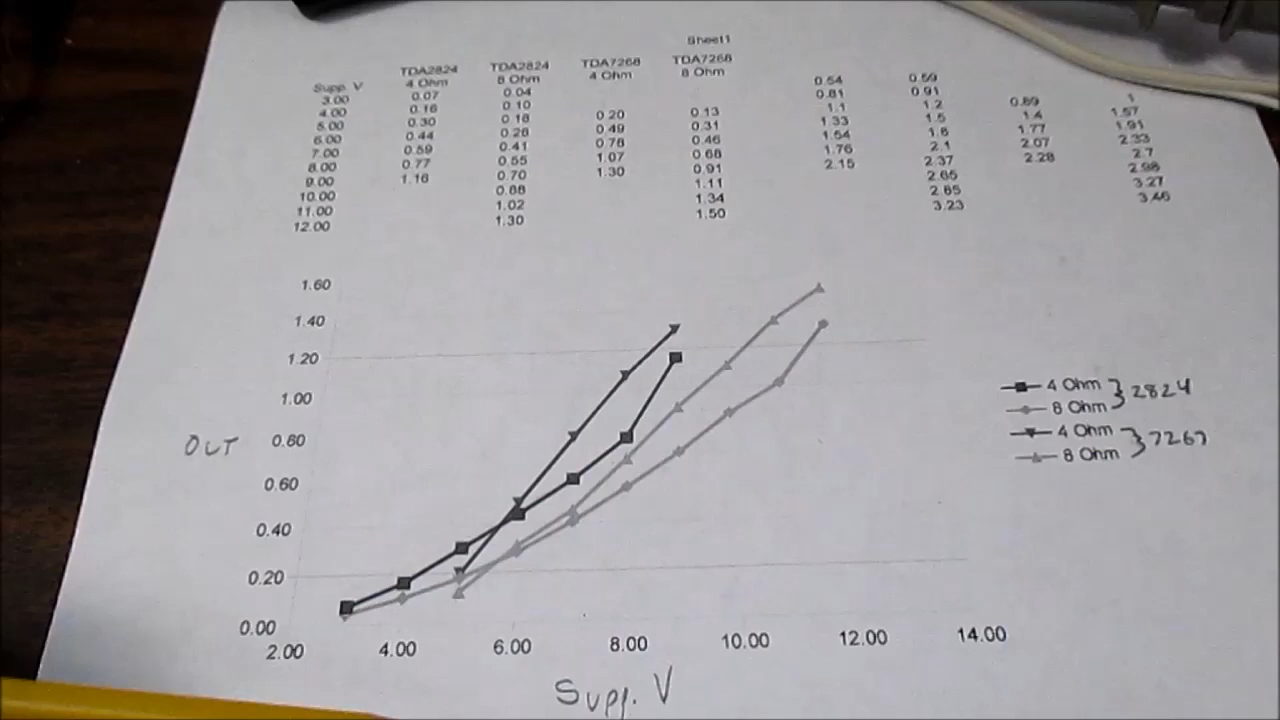 Sheet1
TDA2824 TDA2824 TDA7268 TDA7268
Supp. V 4 Ohm 8 Ohm 4 Ohm 8 Ohm
3.00 0.07 0.04 0.54 0.69
4.00 0.16 0.10 0.81 0.91
5.00 0.30 0.18 0.20 0.13 1.1 1.2 0.89 1
6.00 0.44 0.28 0.49 0.31 1.33 1.5 1.4 1.57
7.00 0.59 0.41 0.78 0.46 1.54 1.8 1.77 1.91
8.00 0.77 0.55 1.07 0.68 1.76 2.1 2.07 2.33
9.00 1.16 0.70 1.30 0.91 2.15 2.37 2.28 2.7
10.00 0.88 1.11 2.65 2.98
11.00 1.02 1.34 2.85 3.27
12.00 1.30 1.50 3.23 3.46
1.60
1.40
1.20
1.00
0.80
0.60
0.40
0.20
0.00
OUT
2.00 4.00 6.00 8.00 10.00 12.00 14.00
Supp. V
4 Ohm
8 Ohm
2824
4 Ohm
8 Ohm
7267